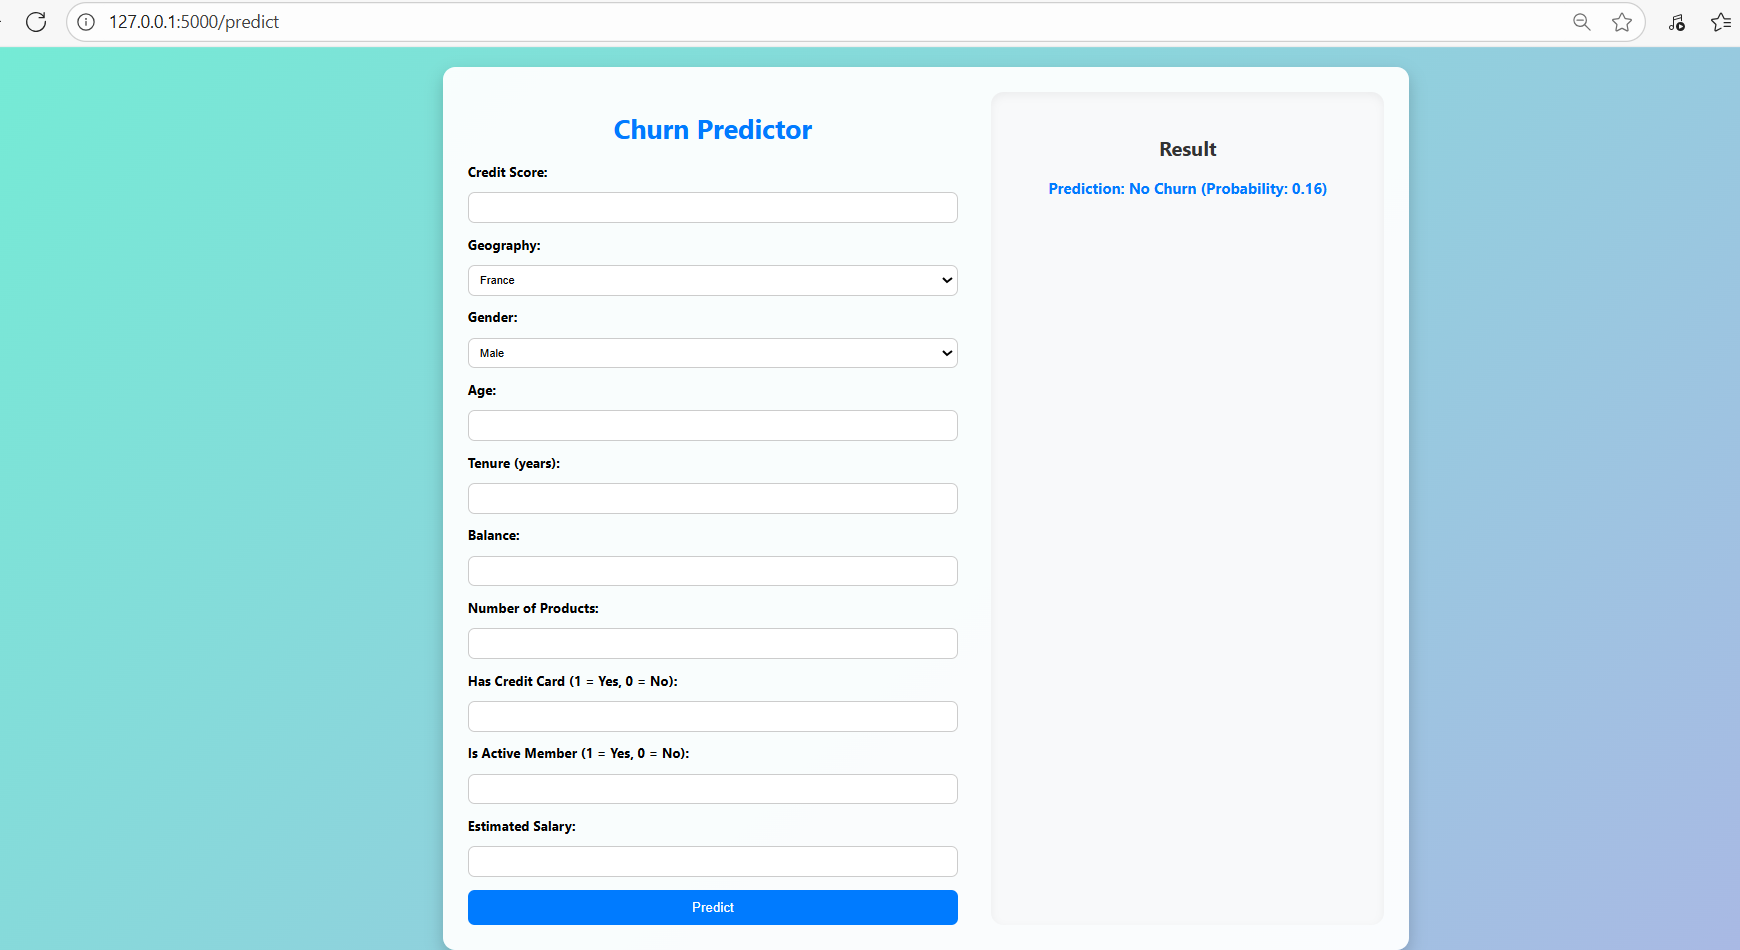 127.0.0.1:5000/predict
Churn Predictor
Credit Score:
Geography:
France
Gender:
Male
Age:
Tenure (years):
Balance:
Number of Products:
Has Credit Card (1 = Yes, 0 = No):
Is Active Member (1 = Yes, 0 = No):
Estimated Salary:
Predict
Result
Prediction: No Churn (Probability: 0.16)